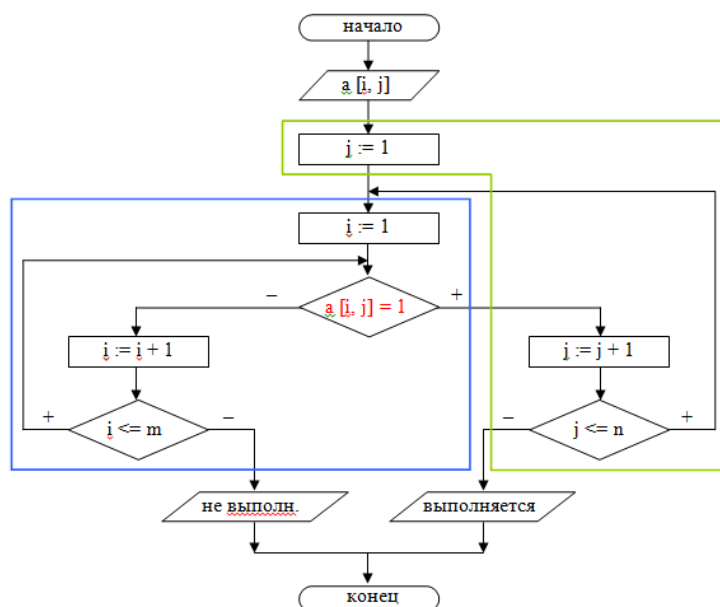 начало
a [i, j]
j := 1
i := 1
a [i, j] = 1
−
+
i := i + 1
j := j + 1
+
i <= m
−
−
j <= n
+
не выполн.
выполняется
конец